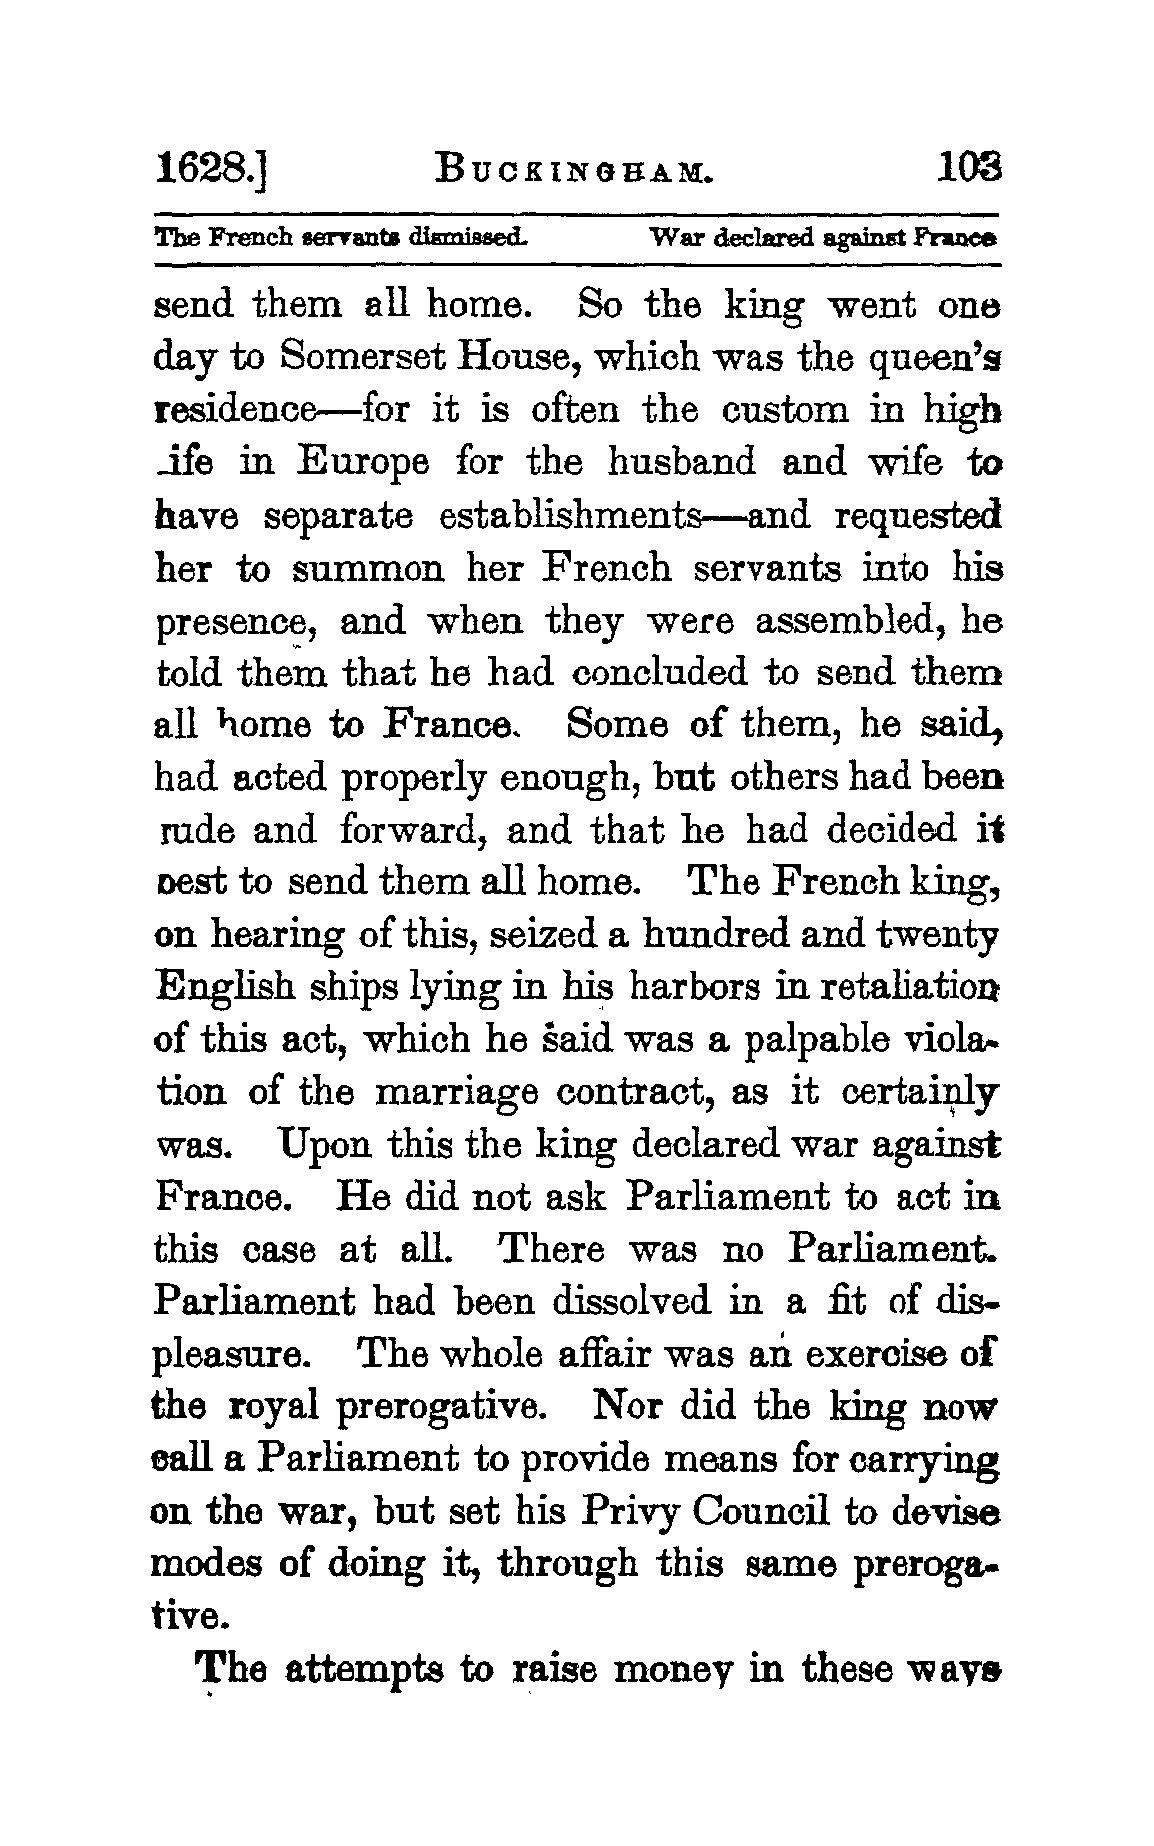 1628.] BUCKINGHAM. 103
The French servants dismissed. War declared against France
send them all home. So the king went one
day to Somerset House, which was the queen's
residence—for it is often the custom in high
life in Europe for the husband and wife to
have separate establishments—and requested
her to summon her French servants into his
presence, and when they were assembled, he
told them that he had concluded to send them
all home to France. Some of them, he said,
had acted properly enough, but others had been
rude and forward, and that he had decided it
best to send them all home. The French king,
on hearing of this, seized a hundred and twenty
English ships lying in his harbors in retaliation
of this act, which he said was a palpable viola-
tion of the marriage contract, as it certainly
was. Upon this the king declared war against
France. He did not ask Parliament to act in
this case at all. There was no Parliament.
Parliament had been dissolved in a fit of dis-
pleasure. The whole affair was an exercise of
the royal prerogative. Nor did the king now
call a Parliament to provide means for carrying
on the war, but set his Privy Council to devise
modes of doing it, through this same preroga-
tive.
The attempts to raise money in these ways